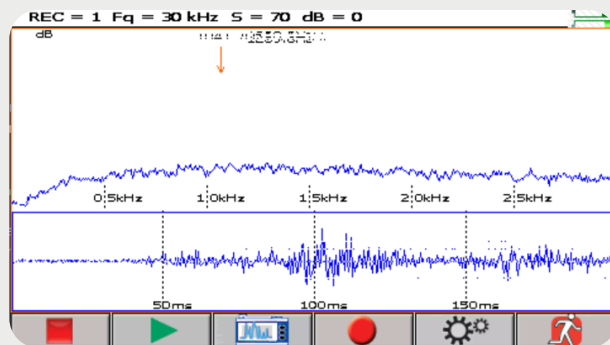 REC = 1 Fq = 30 kHz S = 70 dB = 0
dB
0.5kHz 1.0kHz 1.5kHz 2.0kHz 2.5kHz
50ms 100ms 150ms